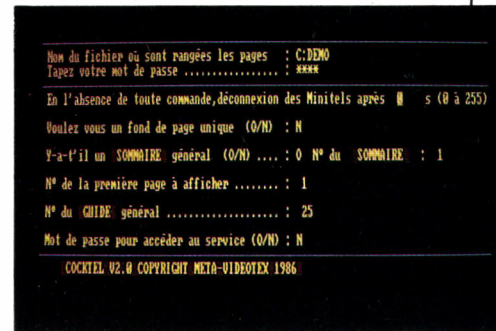 Nom du fichier où sont rangées les pages : C:DEMO
Tapez votre mot de passe ................ : ****
En l'absence de toute commande,déconnexion des Minitels après 0 s (0 à 255)
Voulez vous un fond de page unique (O/N) : N
Y-a-t'il un SOMMAIRE général (O/N) .... : O N° du SOMMAIRE : 1
N° de la première page à afficher ........ : 1
N° du GUIDE général .................... : 25
Mot de passe pour accéder au service (O/N) : N
COCKTEL V2.0 COPYRIGHT META-VIDEOTEX 1986